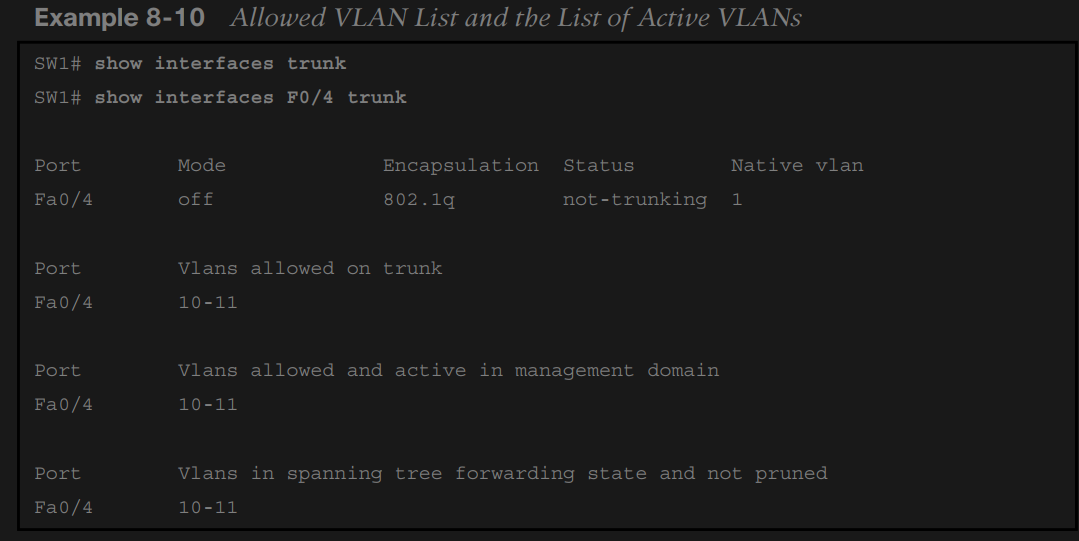 Example 8-10 Allowed VLAN List and the List of Active VLANs
SW1# show interfaces trunk
SW1# show interfaces F0/4 trunk
Port Mode Encapsulation Status Native vlan
Fa0/4 off 802.1q not-trunking 1
Port Vlans allowed on trunk
Fa0/4 10-11
Port Vlans allowed and active in management domain
Fa0/4 10-11
Port Vlans in spanning tree forwarding state and not pruned
Fa0/4 10-11